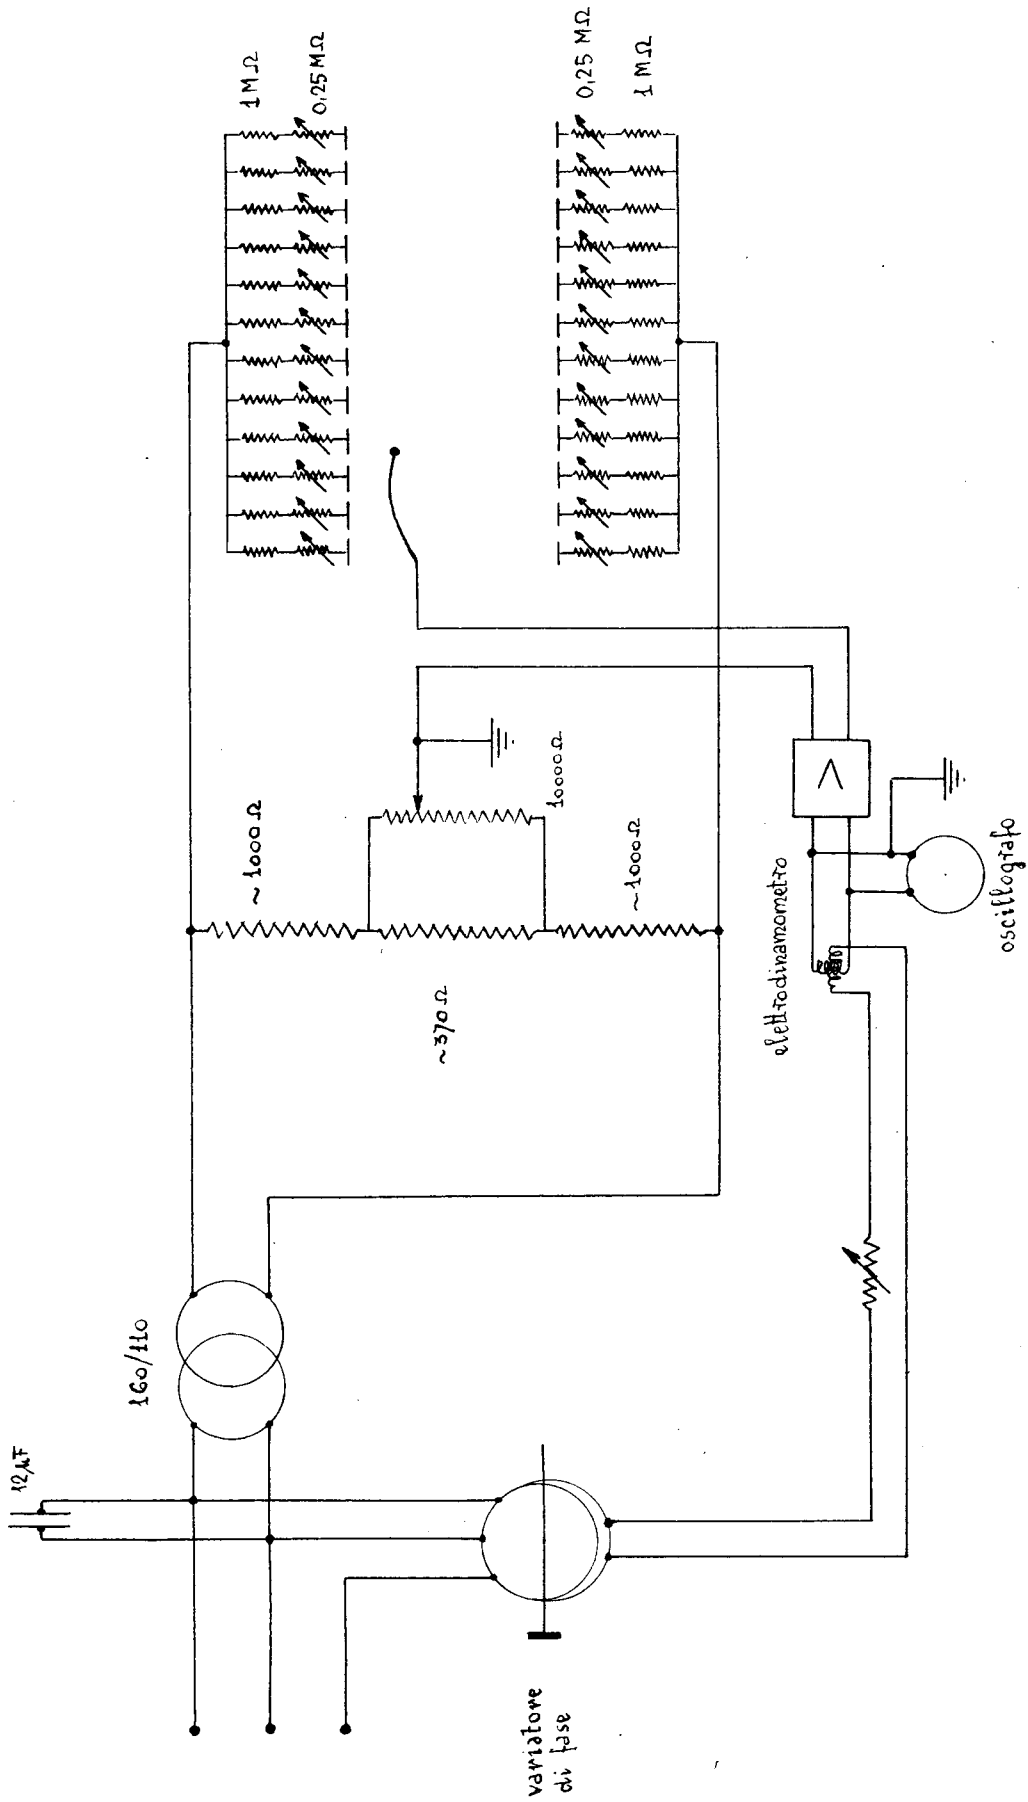 12 μF
160/110
variatore
di fase
~1000 Ω
~370 Ω
10000 Ω
~1000 Ω
1 MΩ
0,25 MΩ
0,25 MΩ
1 MΩ
elettrodinamometro
>
oscillografo